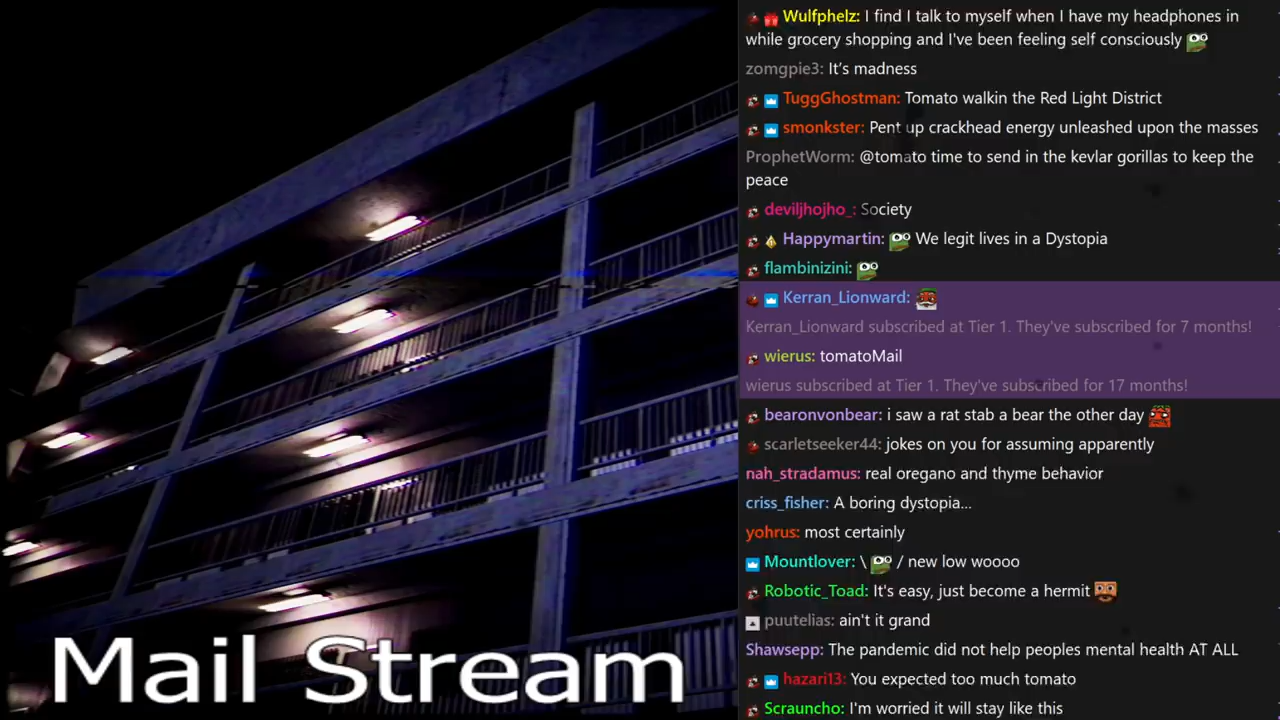 Wulfphelz: I find I talk to myself when I have my headphones in
while grocery shopping and I've been feeling self consciously
zomgpie3: It’s madness
TuggGhostman: Tomato walkin the Red Light District
smonkster: Pent up crackhead energy unleashed upon the masses
ProphetWorm: @tomato time to send in the kevlar gorillas to keep the
peace
deviljhojho_: Society
Happymartin: We legit lives in a Dystopia
flambinizini:
Kerran_Lionward:
Kerran_Lionward subscribed at Tier 1. They've subscribed for 7 months!
wierus: tomatoMail
wierus subscribed at Tier 1. They've subscribed for 17 months!
bearonvonbear: i saw a rat stab a bear the other day
scarletseeker44: jokes on you for assuming apparently
nah_stradamus: real oregano and thyme behavior
criss_fisher: A boring dystopia...
yohrus: most certainly
Mountlover: \ / new low woooo
Robotic_Toad: It's easy, just become a hermit
puutelias: ain't it grand
Shawsepp: The pandemic did not help peoples mental health AT ALL
hazari13: You expected too much tomato
Scrauncho: I'm worried it will stay like this
Mail Stream